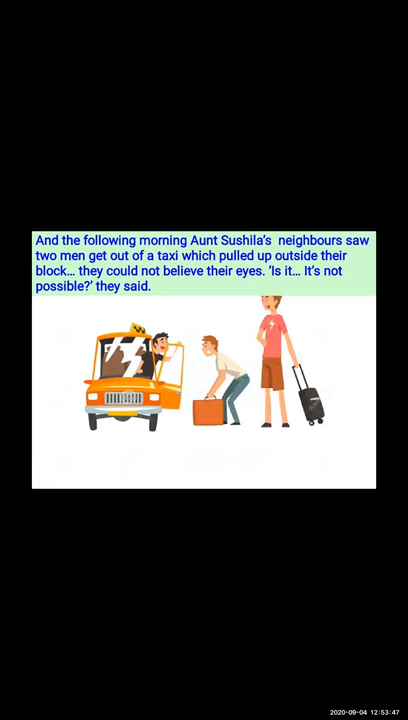 And the following morning Aunt Sushila's  neighbours saw
two men get out of a taxi which pulled up outside their
block... they could not believe their eyes. 'Is it... It's not
possible?' they said.
2020-09-04  12:53:47